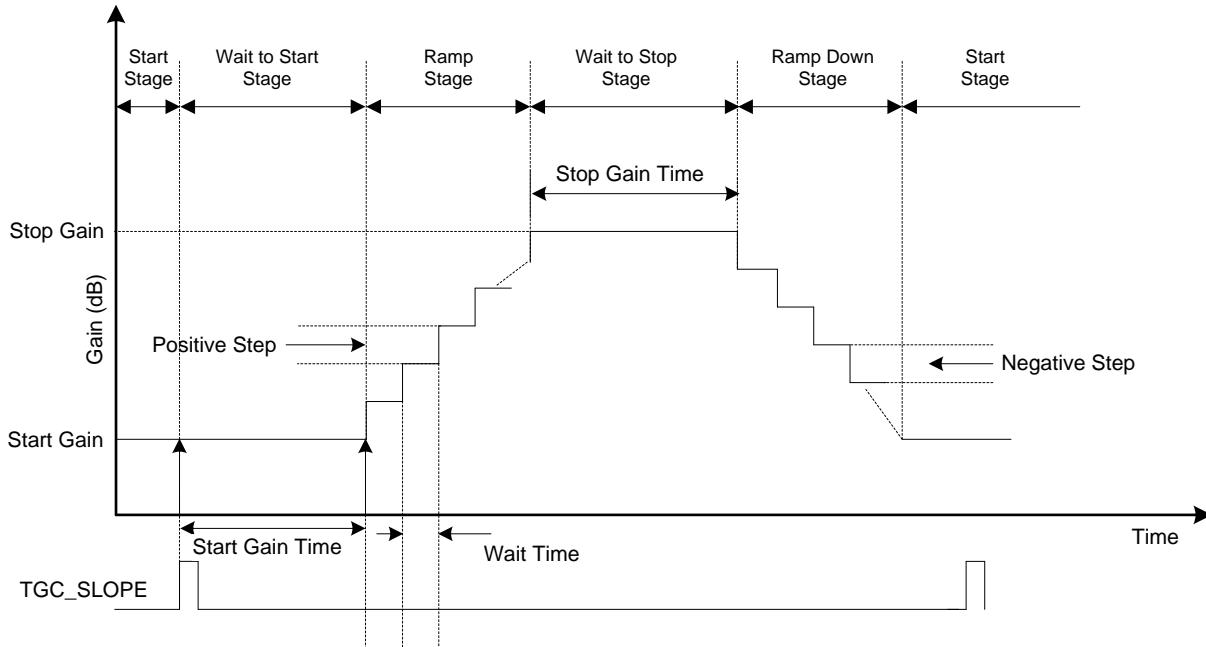 Start
Stage
Wait to Start
Stage
Ramp
Stage
Wait to Stop
Stage
Ramp Down
Stage
Start
Stage
Stop Gain Time
Stop Gain
Gain (dB)
Positive Step
Negative Step
Start Gain
Start Gain Time
Wait Time
Time
TGC_SLOPE